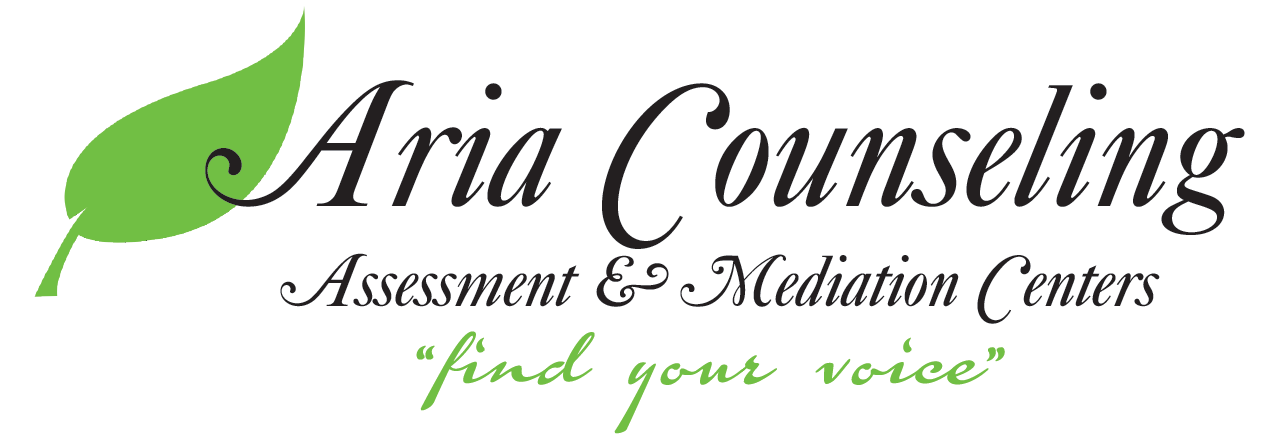 Aria Counseling
Assessment & Mediation Centers
“find your voice”